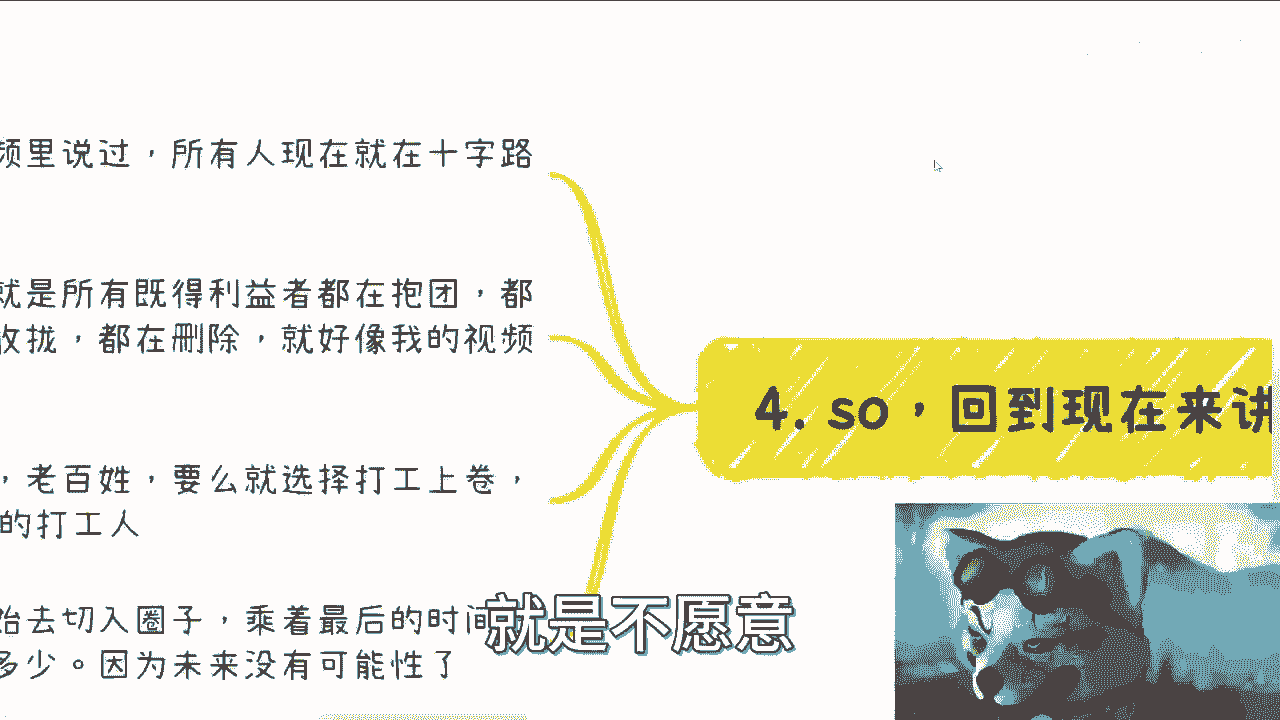 频里说过，所有人现在就在十字路
就是所有既得利益者都在抱团，都
收拢，都在删除，就好像我的视频
4. so，回到现在来讲
，老百姓，要么就选择打工上卷，
的打工人
始去切入圈子，乘着最后的时间
多少。因为未来没有可能性了
就是不愿意